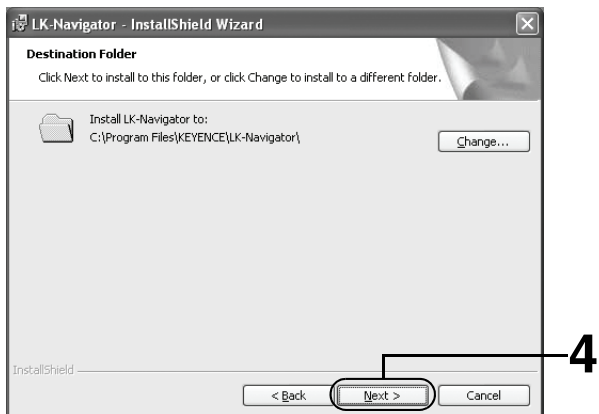 LK-Navigator - InstallShield Wizard
Destination Folder
Click Next to install to this folder, or click Change to install to a different folder.
Install LK-Navigator to:
C:\Program Files\KEYENCE\LK-Navigator\
Change...
4
InstallShield
< Back
Next >
Cancel